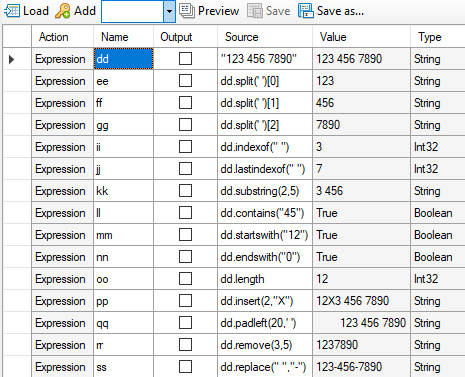 Load Add Preview Save Save as...
Action Name Output Source Value Type
Expression dd "123 456 7890" 123 456 7890 String
Expression ee dd.split(' ')[0] 123 String
Expression ff dd.split(' ')[1] 456 String
Expression gg dd.split(' ')[2] 7890 String
Expression ii dd.indexof(" ") 3 Int32
Expression jj dd.lastindexof(" ") 7 Int32
Expression kk dd.substring(2,5) 3 456 String
Expression ll dd.contains("45") True Boolean
Expression mm dd.startswith("12") True Boolean
Expression nn dd.endswith("0") True Boolean
Expression oo dd.length 12 Int32
Expression pp dd.insert(2,"X") 12X3 456 7890 String
Expression qq dd.padleft(20,' ') 123 456 7890 String
Expression rr dd.remove(3,5) 1237890 String
Expression ss dd.replace(" ","-") 123-456-7890 String